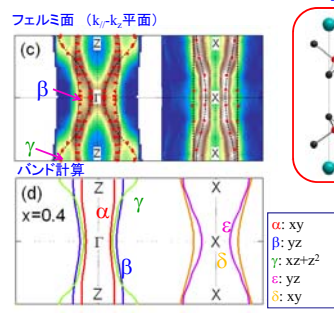 フェルミ面 (k//-kz平面)
(c)
Z
X
β
Γ
X
γ
Z
X
バンド計算
(d)
Z
X
γ
x=0.4
α
ε
Γ
X
δ
β
Z
X
α: xy
β: yz
γ: xz+z²
ε: yz
δ: xy